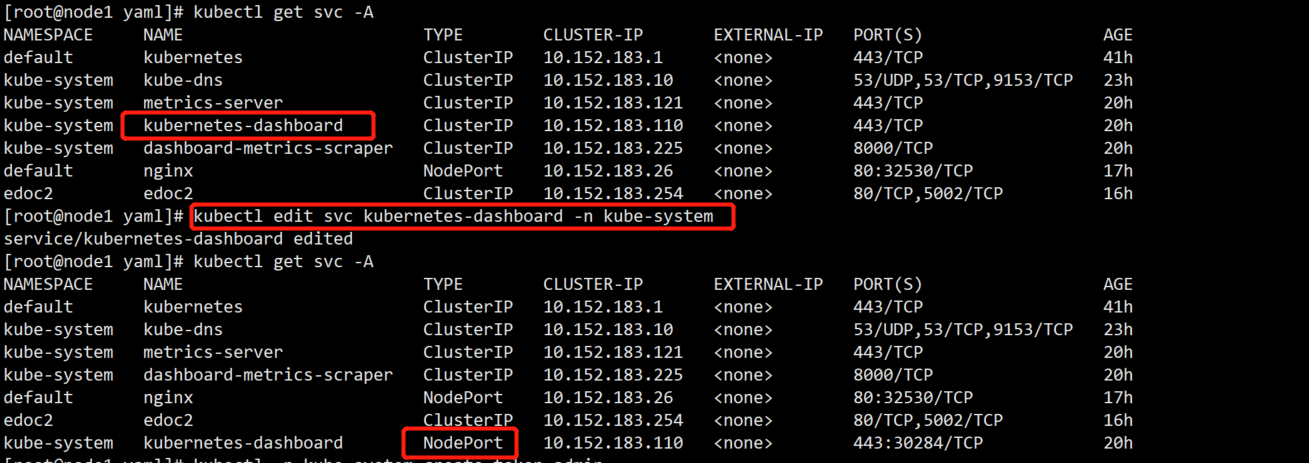 [root@node1 yaml]# kubectl get svc -A
NAMESPACE NAME TYPE CLUSTER-IP EXTERNAL-IP PORT(S) AGE
default kubernetes ClusterIP 10.152.183.1 <none> 443/TCP 41h
kube-system kube-dns ClusterIP 10.152.183.10 <none> 53/UDP,53/TCP,9153/TCP 23h
kube-system metrics-server ClusterIP 10.152.183.121 <none> 443/TCP 20h
kube-system kubernetes-dashboard ClusterIP 10.152.183.110 <none> 443/TCP 20h
kube-system dashboard-metrics-scraper ClusterIP 10.152.183.225 <none> 8000/TCP 20h
default nginx NodePort 10.152.183.26 <none> 80:32530/TCP 17h
edoc2 edoc2 ClusterIP 10.152.183.254 <none> 80/TCP,5002/TCP 16h
[root@node1 yaml]# kubectl edit svc kubernetes-dashboard -n kube-system
service/kubernetes-dashboard edited
[root@node1 yaml]# kubectl get svc -A
NAMESPACE NAME TYPE CLUSTER-IP EXTERNAL-IP PORT(S) AGE
default kubernetes ClusterIP 10.152.183.1 <none> 443/TCP 41h
kube-system kube-dns ClusterIP 10.152.183.10 <none> 53/UDP,53/TCP,9153/TCP 23h
kube-system metrics-server ClusterIP 10.152.183.121 <none> 443/TCP 20h
kube-system dashboard-metrics-scraper ClusterIP 10.152.183.225 <none> 8000/TCP 20h
default nginx NodePort 10.152.183.26 <none> 80:32530/TCP 17h
edoc2 edoc2 ClusterIP 10.152.183.254 <none> 80/TCP,5002/TCP 16h
kube-system kubernetes-dashboard NodePort 10.152.183.110 <none> 443:30284/TCP 20h
[root@node1 yaml]# kubectl -n kube-system create token admin